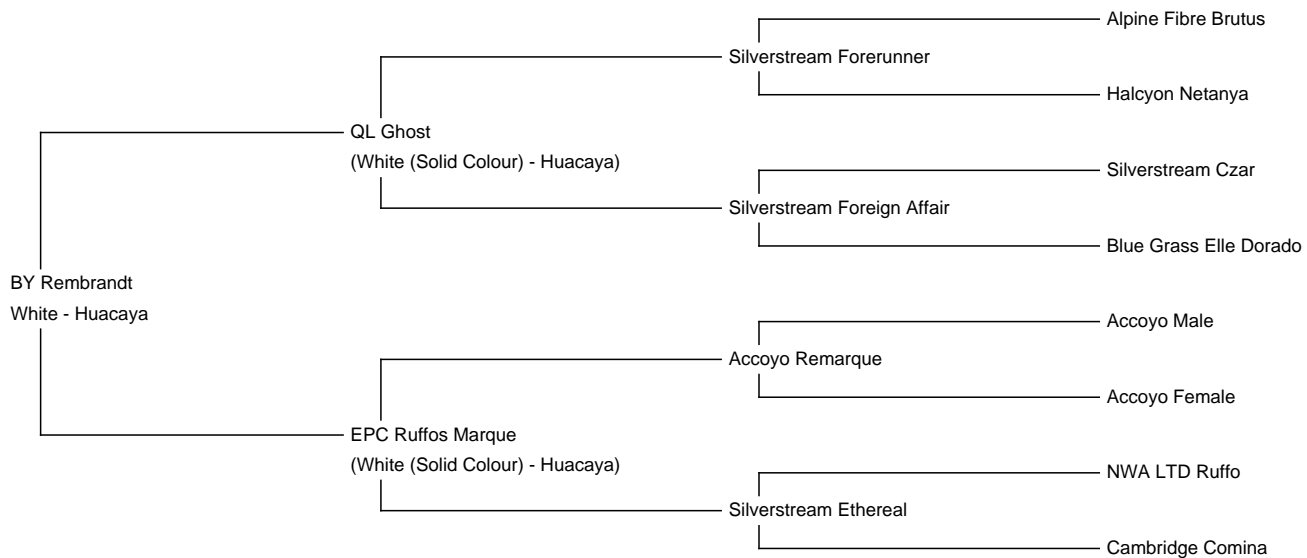 Alpine Fibre Brutus
Silverstream Forerunner
Halcyon Netanya
QL Ghost
(White (Solid Colour) - Huacaya)
Silverstream Czar
Silverstream Foreign Affair
Blue Grass Elle Dorado
BY Rembrandt
White - Huacaya
Accoyo Male
Accoyo Remarque
Accoyo Female
EPC Ruffos Marque
(White (Solid Colour) - Huacaya)
NWA LTD Ruffo
Silverstream Ethereal
Cambridge Comina